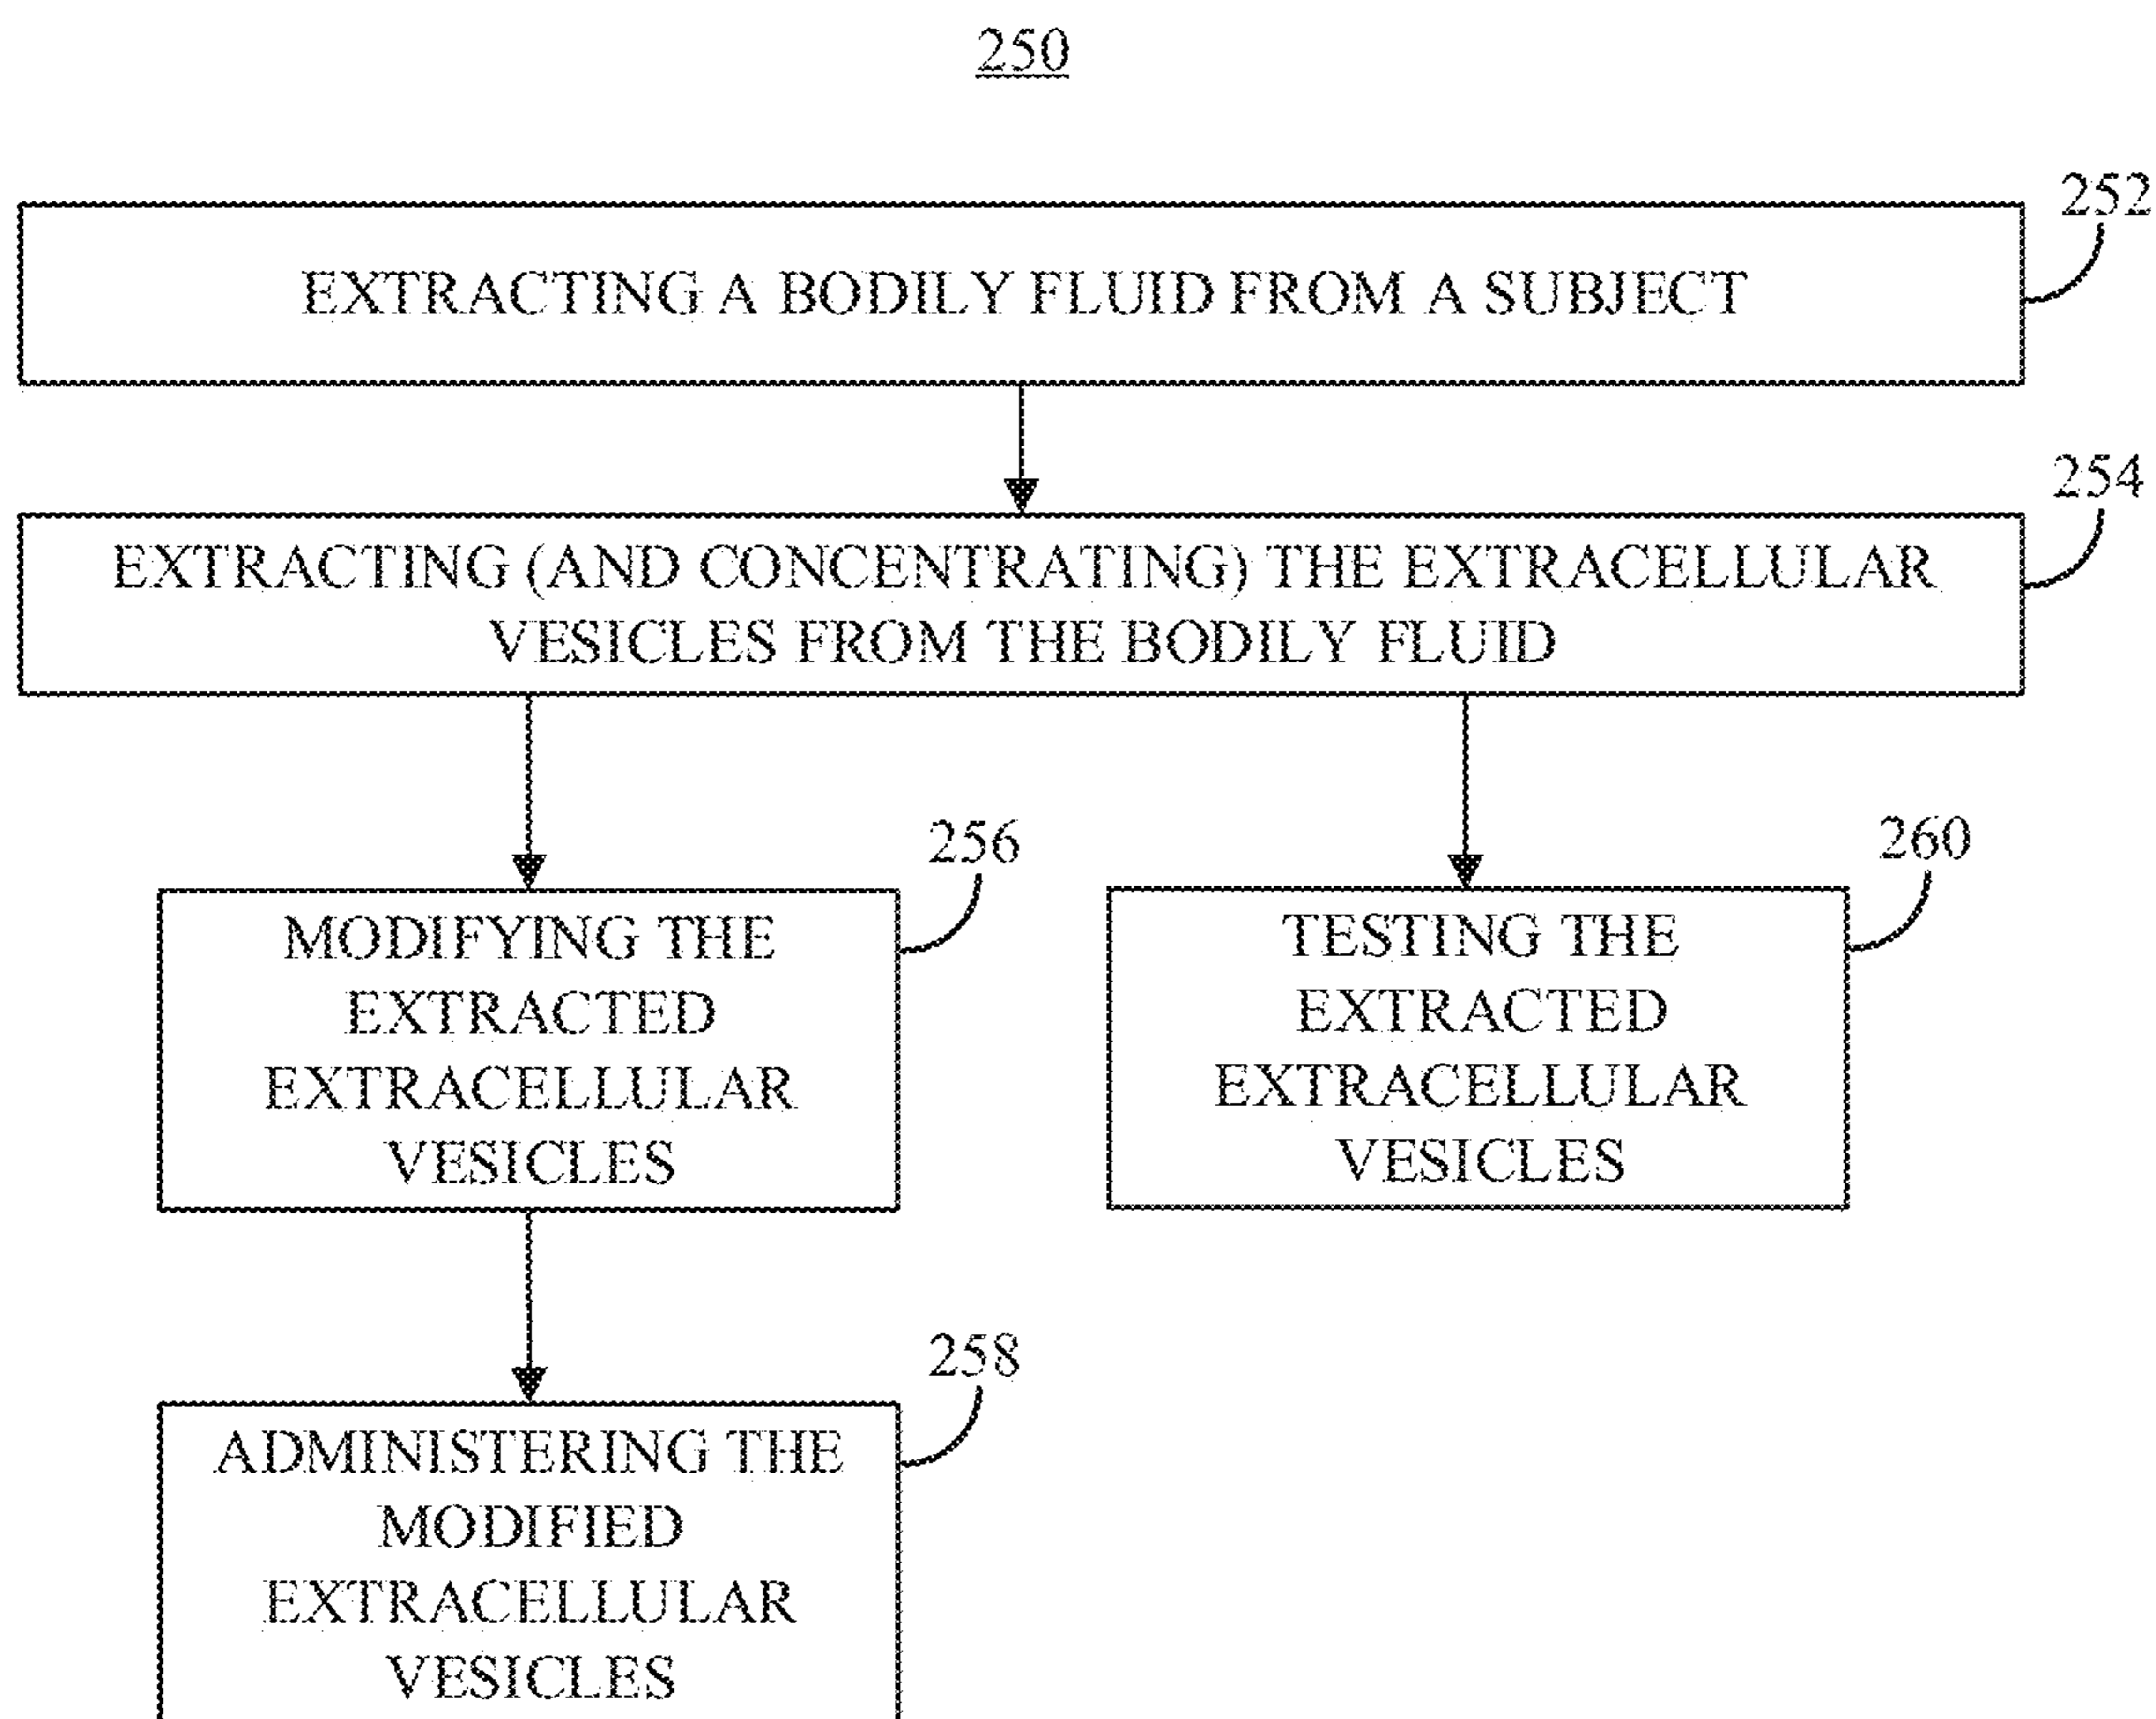 250
252
EXTRACTING A BODILY FLUID FROM A SUBJECT
254
EXTRACTING (AND CONCENTRATING) THE EXTRACELLULAR
VESICLES FROM THE BODILY FLUID
256
MODIFYING THE
EXTRACTED
EXTRACELLULAR
VESICLES
260
TESTING THE
EXTRACTED
EXTRACELLULAR
VESICLES
258
ADMINISTERING THE
MODIFIED
EXTRACELLULAR
VESICLES